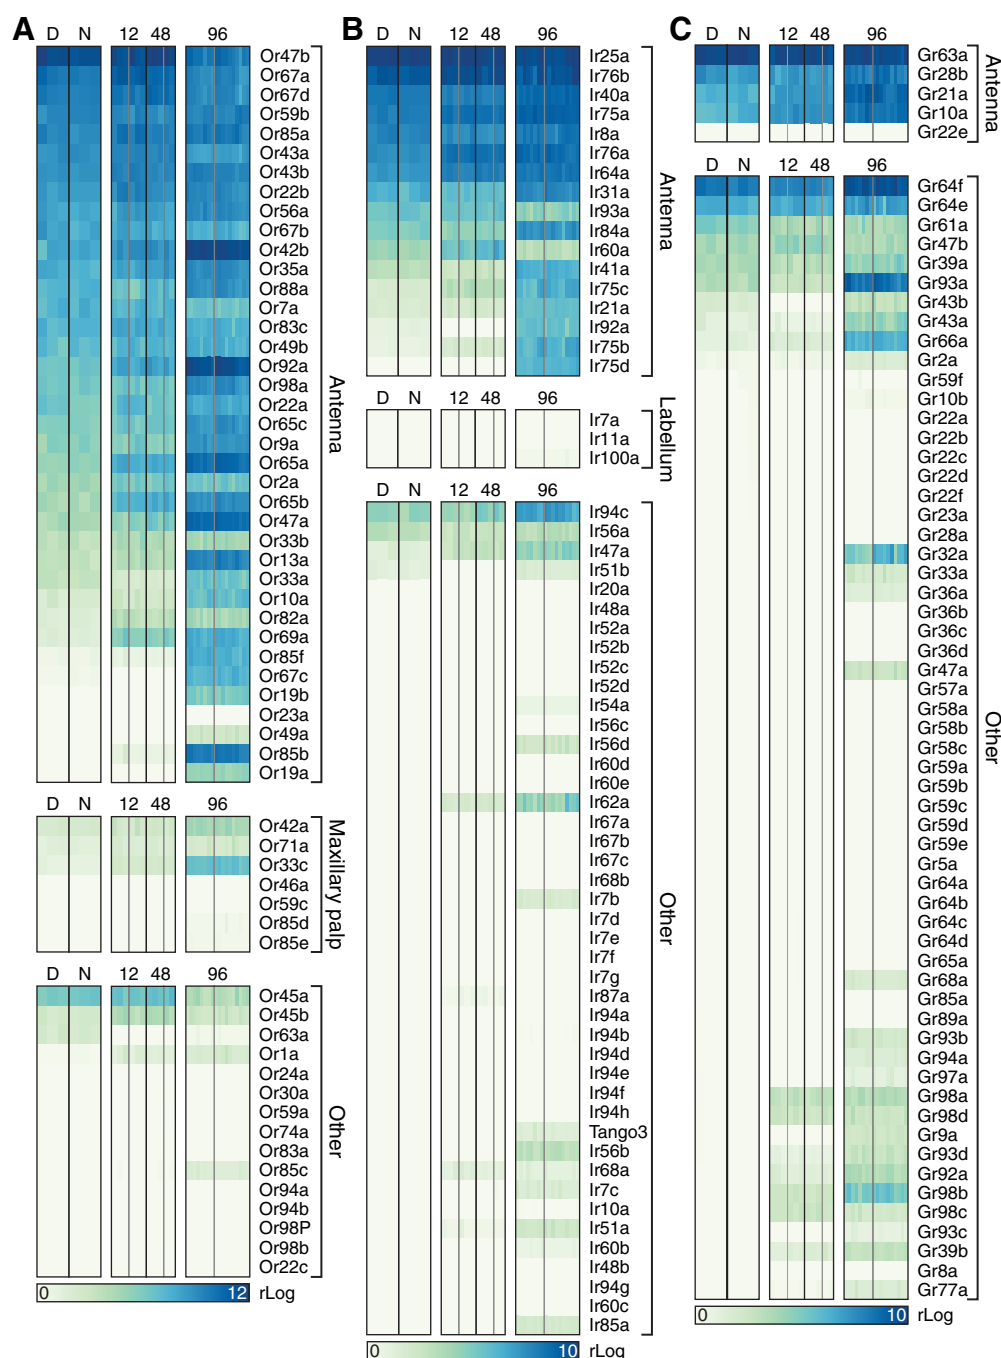 A
D N 12 48 96
Or47b
Or67a
Or67d
Or59b
Or85a
Or43a
Or43b
Or22b
Or56a
Or67b
Or42b
Or35a
Or88a
Or7a
Or83c
Or49b
Or92a
Or98a
Or22a
Or65c
Or9a
Or65a
Or2a
Or65b
Or47a
Or33b
Or13a
Or33a
Or10a
Or82a
Or69a
Or85f
Or67c
Or19b
Or23a
Or49a
Or85b
Or19a
Antenna
Or42a
Or71a
Or33c
Or46a
Or59c
Or85d
Or85e
Maxillary palp
D N 12 48 96
Or45a
Or45b
Or63a
Or1a
Or24a
Or30a
Or59a
Or74a
Or83a
Or85c
Or94a
Or94b
Or98P
Or98b
Or22c
Other
0 12 rLog
B
D N 12 48 96
Ir25a
Ir76b
Ir40a
Ir75a
Ir8a
Ir76a
Ir64a
Ir31a
Ir93a
Ir84a
Ir60a
Ir41a
Ir75c
Ir21a
Ir92a
Ir75b
Ir75d
Antenna
D N 12 48 96
Ir7a
Ir11a
Ir100a
Labellum
D N 12 48 96
Ir94c
Ir56a
Ir47a
Ir51b
Ir20a
Ir48a
Ir52a
Ir52b
Ir52c
Ir52d
Ir54a
Ir56c
Ir56d
Ir60d
Ir60e
Ir62a
Ir67a
Ir67b
Ir67c
Ir68b
Ir7b
Ir7d
Ir7e
Ir7f
Ir7g
Ir87a
Ir94a
Ir94b
Ir94d
Ir94e
Ir94f
Ir94h
Tango3
Ir56b
Ir68a
Ir7c
Ir10a
Ir51a
Ir60b
Ir48b
Ir94g
Ir60c
Ir85a
Other
0 10 rLog
C
D N 12 48 96
Gr63a
Gr28b
Gr21a
Gr10a
Gr22e
Antenna
D N 12 48 96
Gr64f
Gr64e
Gr61a
Gr47b
Gr39a
Gr93a
Gr43b
Gr43a
Gr66a
Gr2a
Gr59f
Gr10b
Gr22a
Gr22b
Gr22c
Gr22d
Gr22f
Gr23a
Gr28a
Gr32a
Gr33a
Gr36a
Gr36b
Gr36c
Gr36d
Gr47a
Gr57a
Gr58a
Gr58b
Gr58c
Gr59a
Gr59b
Gr59c
Gr59d
Gr59e
Gr5a
Gr64a
Gr64b
Gr64c
Gr64d
Gr65a
Gr68a
Gr85a
Gr89a
Gr93b
Gr94a
Gr97a
Gr98a
Gr98d
Gr9a
Gr93d
Gr92a
Gr98b
Gr98c
Gr93c
Gr39b
Gr8a
Gr77a
Other
0 10 rLog